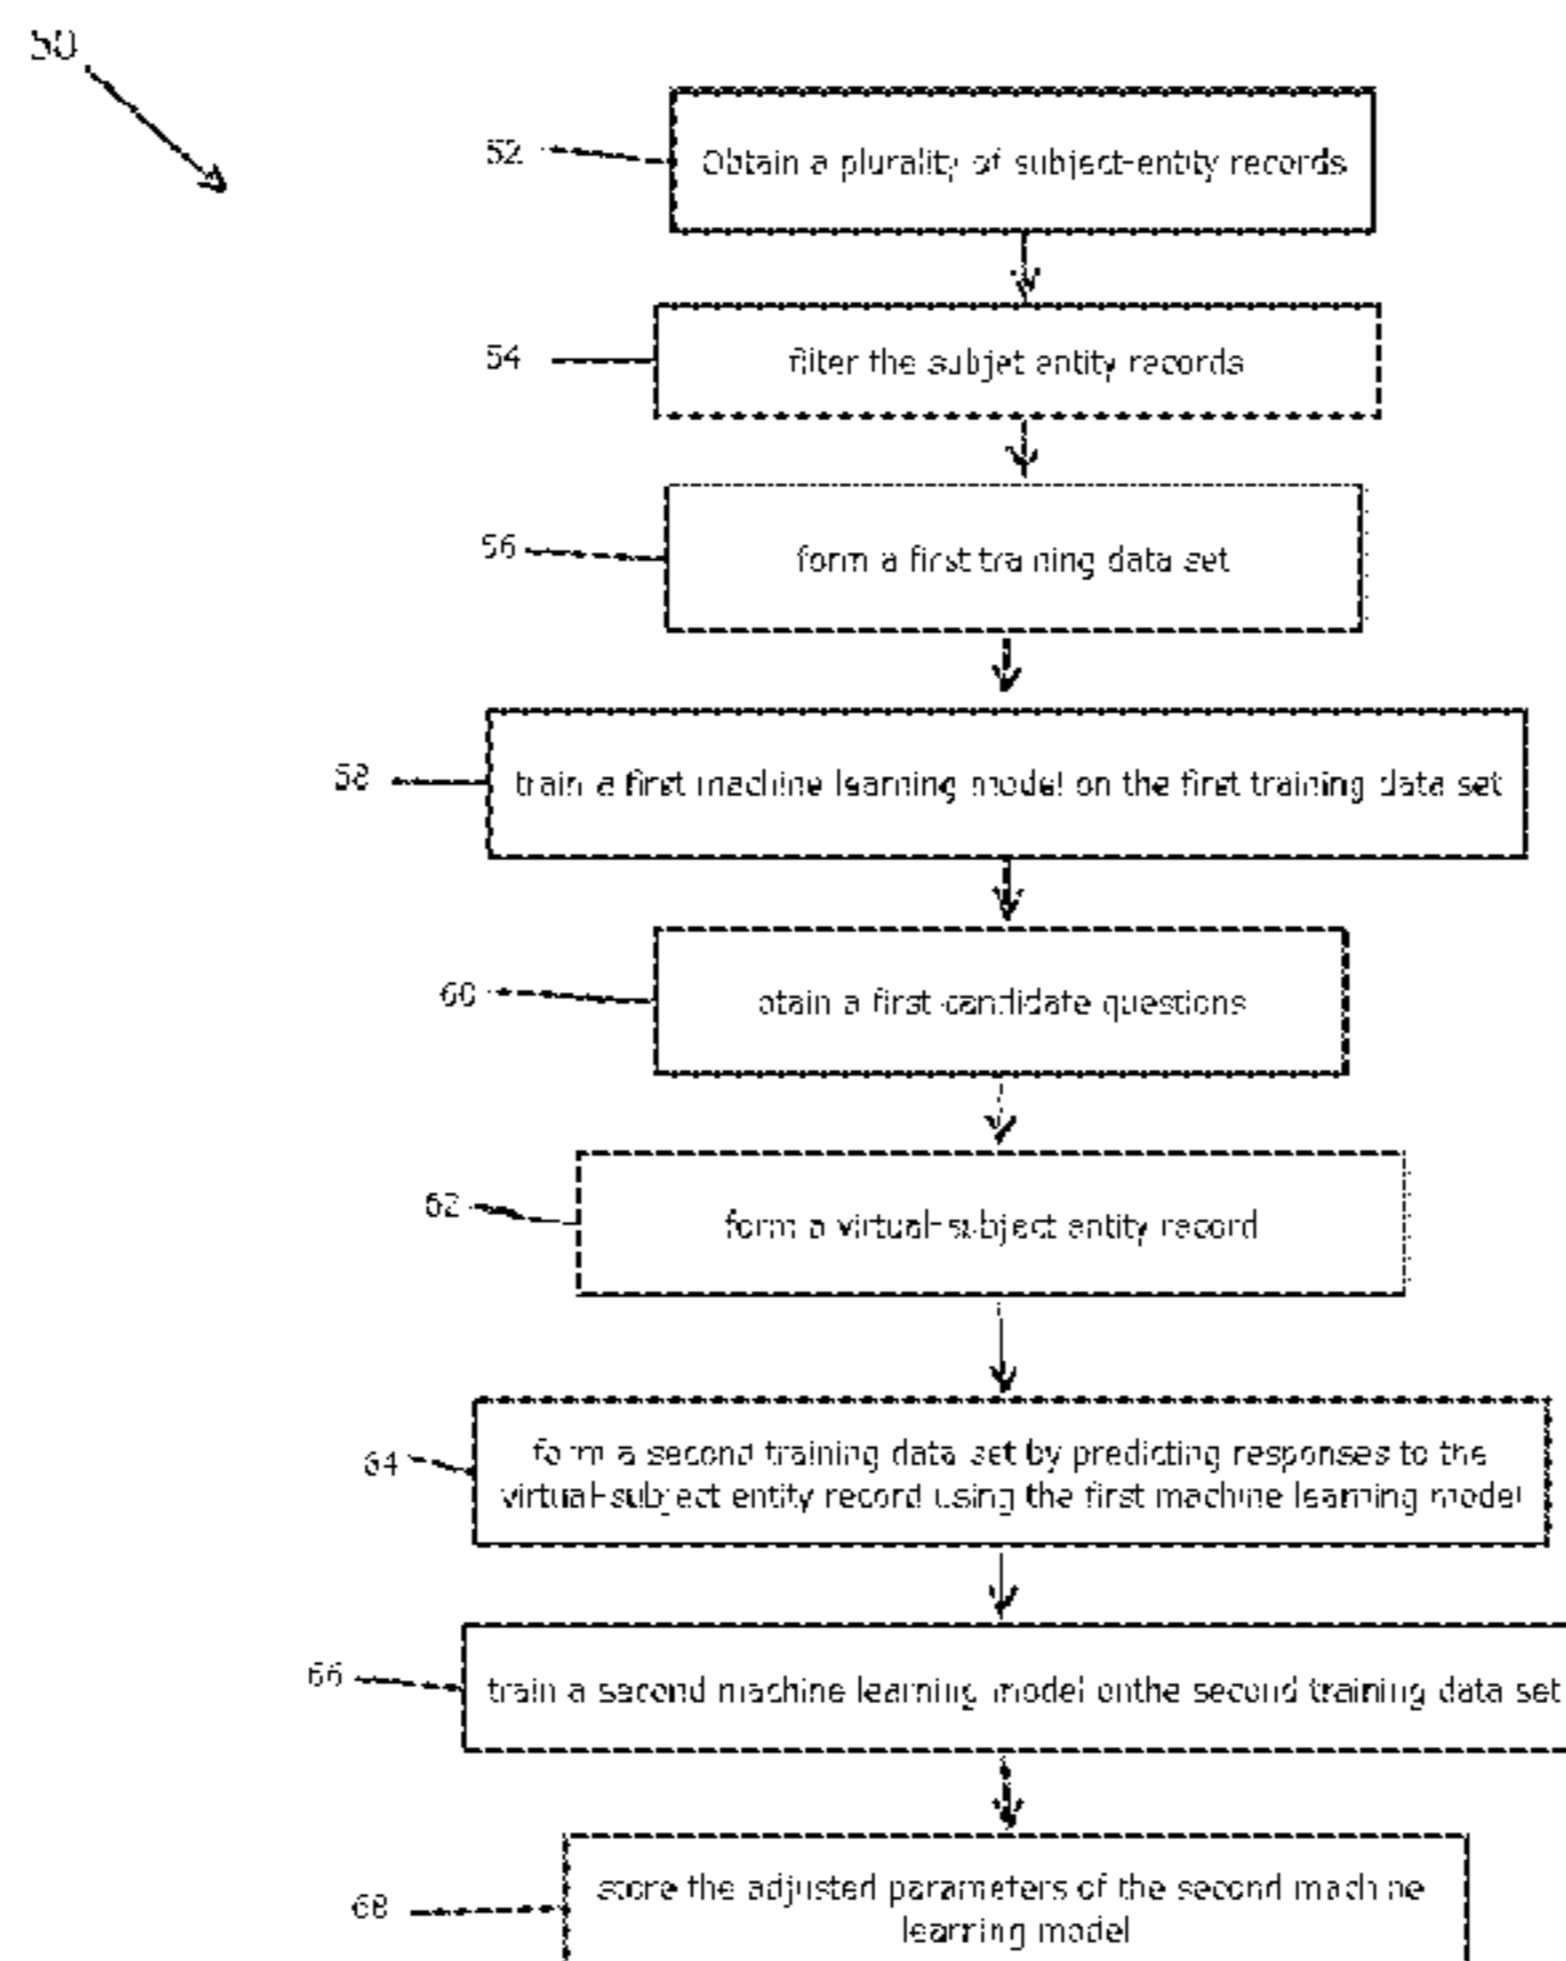 50
52
Obtain a plurality of subject-entity records
54
filter the subjet entity records
56
form a first training data set
58
train a first machine learning model on the first training data set
60
otain a first candidate questions
62
form a virtual-subject entity record
64
form a second training data set by predicting responses to the
virtual-subject entity record using the first machine learning model
66
train a second machine learning model onthe second training data set
68
store the adjusted parameters of the second machine
learning model